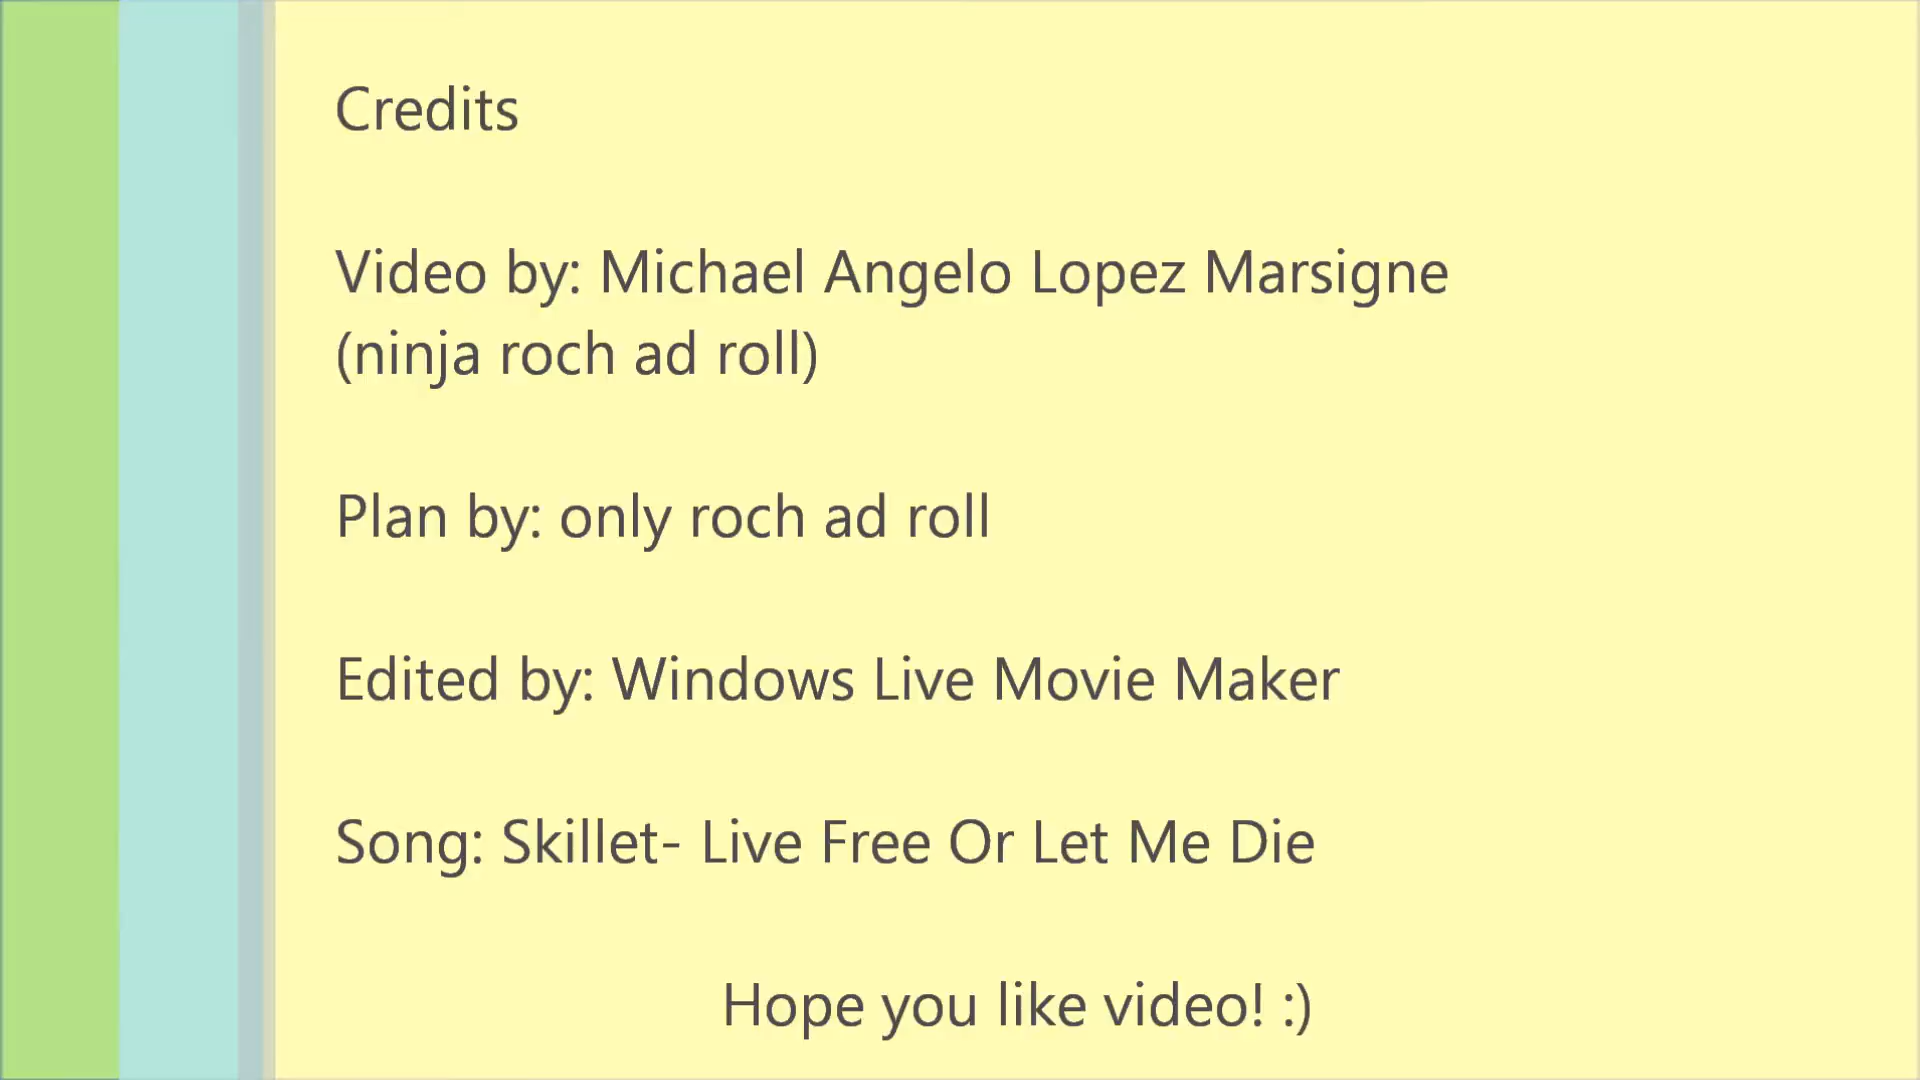 Credits
Video by: Michael Angelo Lopez Marsigne
(ninja roch ad roll)
Plan by: only roch ad roll
Edited by: Windows Live Movie Maker
Song: Skillet- Live Free Or Let Me Die
Hope you like video! :)